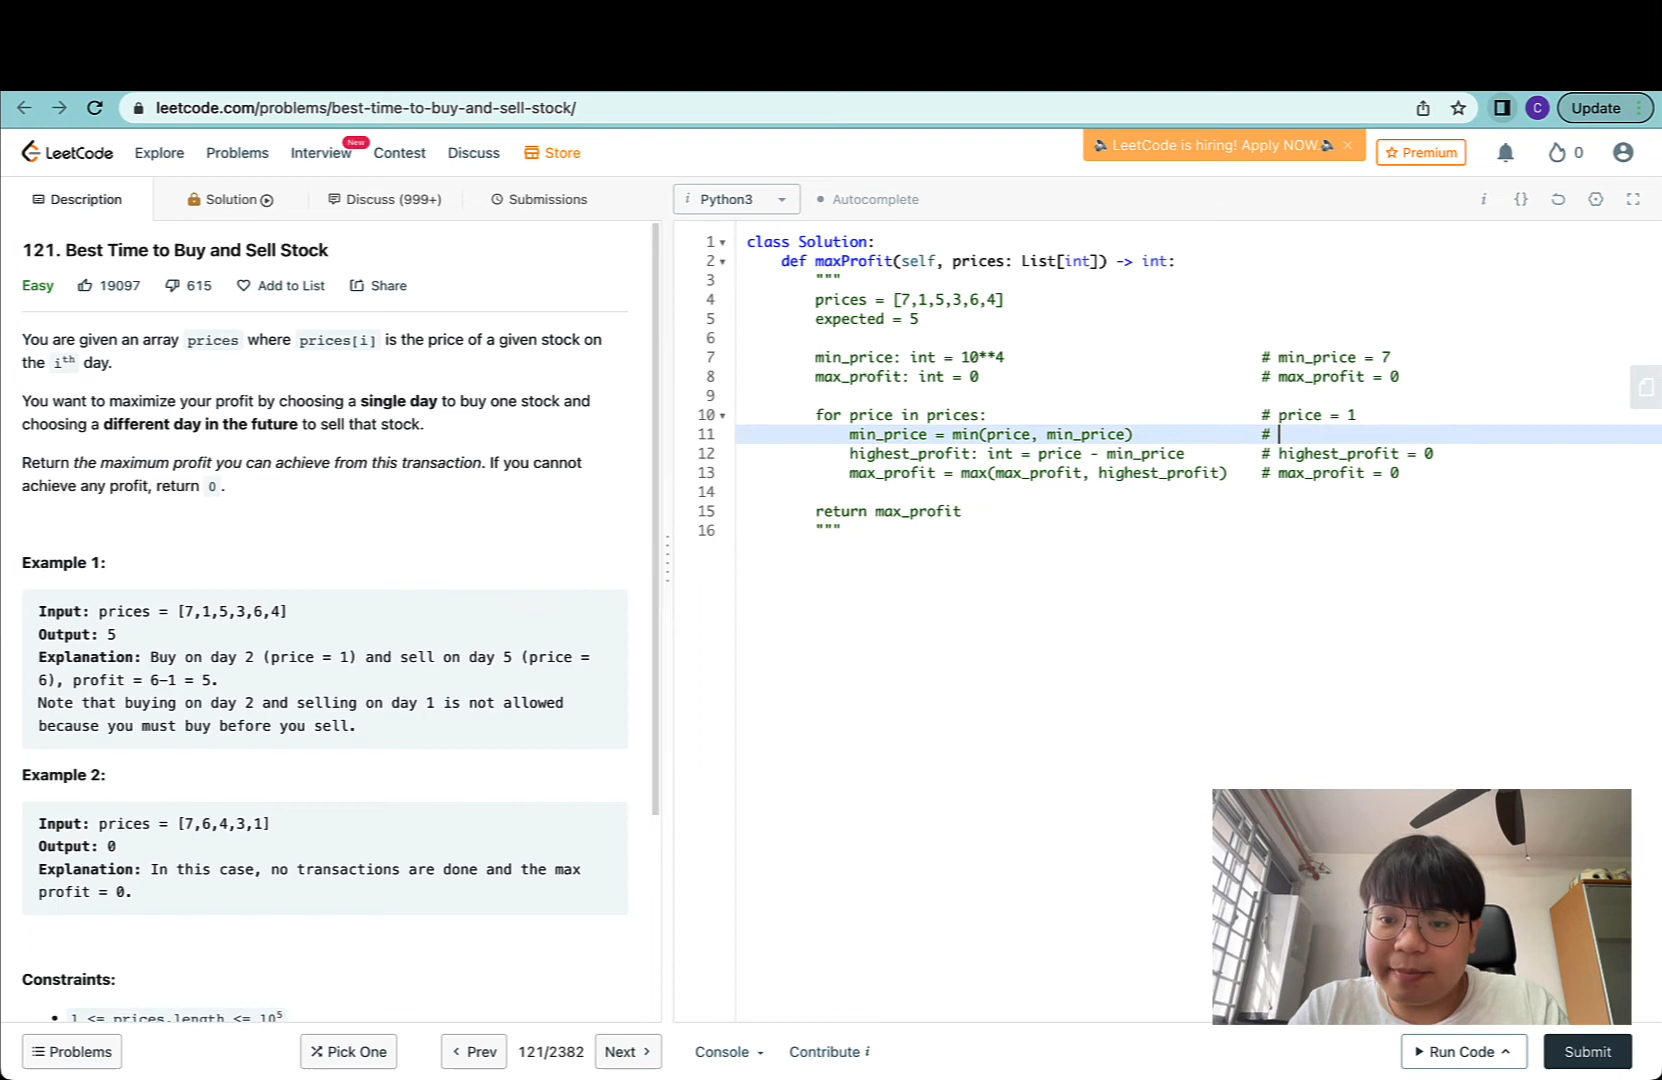 leetcode.com/problems/best-time-to-buy-and-sell-stock/
C
Update
LeetCode
Explore
Problems
Interview
New
Contest
Discuss
Store
LeetCode is hiring! Apply NOW.
Premium
0
Description
Solution
Discuss (999+)
Submissions
i Python3
Autocomplete
i
{}
121. Best Time to Buy and Sell Stock
Easy
19097
615
Add to List
Share
You are given an array prices where prices[i] is the price of a given stock on
the ith day.
You want to maximize your profit by choosing a single day to buy one stock and
choosing a different day in the future to sell that stock.
Return the maximum profit you can achieve from this transaction. If you cannot
achieve any profit, return 0.
Example 1:
Input: prices = [7,1,5,3,6,4]
Output: 5
Explanation: Buy on day 2 (price = 1) and sell on day 5 (price =
6), profit = 6-1 = 5.
Note that buying on day 2 and selling on day 1 is not allowed
because you must buy before you sell.
Example 2:
Input: prices = [7,6,4,3,1]
Output: 0
Explanation: In this case, no transactions are done and the max
profit = 0.
Constraints:
1 <= prices.length <= 10^5
1 class Solution:
2 def maxProfit(self, prices: List[int]) -> int:
3 """
4 prices = [7,1,5,3,6,4]
5 expected = 5
6
7 min_price: int = 10**4 # min_price = 7
8 max_profit: int = 0 # max_profit = 0
9
10 for price in prices: # price = 1
11 min_price = min(price, min_price) #
12 highest_profit: int = price - min_price # highest_profit = 0
13 max_profit = max(max_profit, highest_profit) # max_profit = 0
14
15 return max_profit
16 """
Problems
Pick One
Prev
121/2382
Next
Console
Contribute i
Run Code
Submit